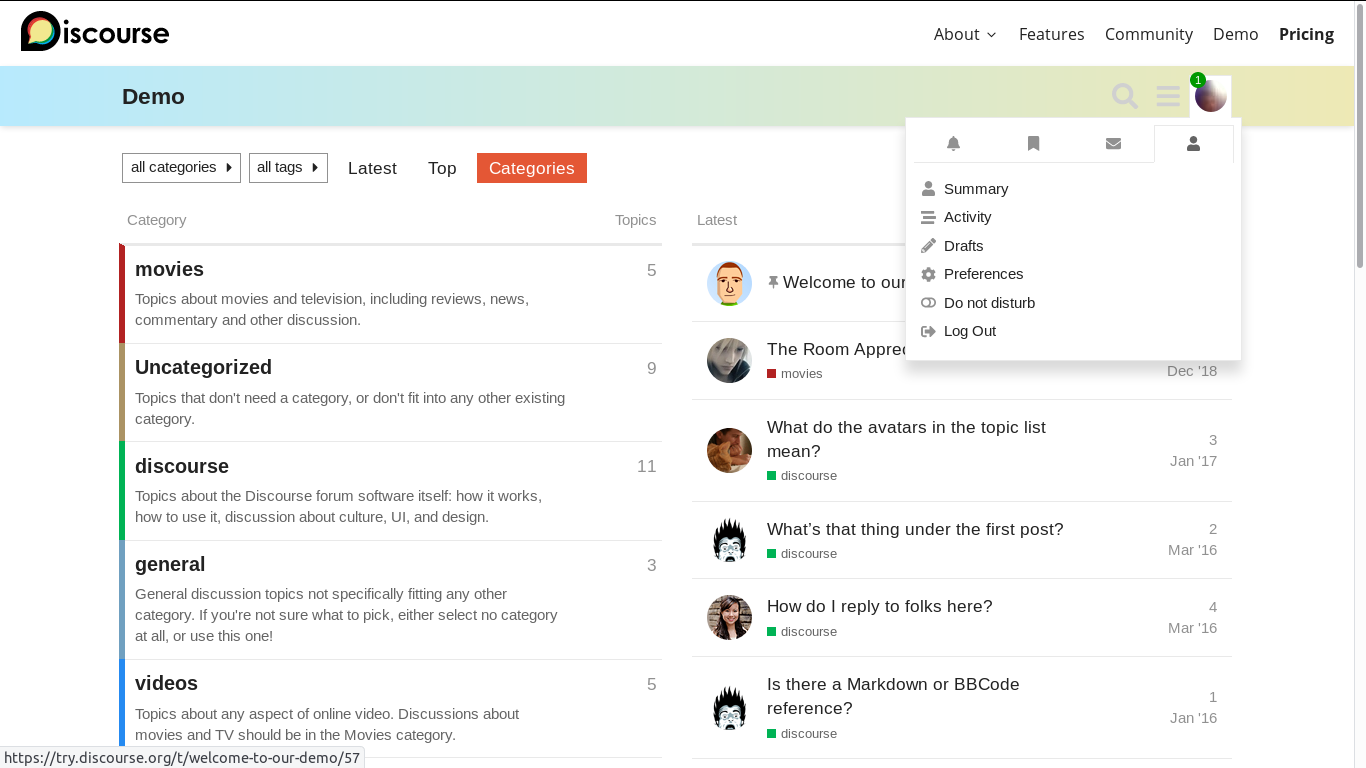 Discourse
About
Features
Community
Demo
Pricing
Demo
1
all categories
all tags
Latest
Top
Categories
Summary
Activity
Drafts
Preferences
Do not disturb
Log Out
Category Topics
movies 5
Topics about movies and television, including reviews, news,
commentary and other discussion.
Uncategorized 9
Topics that don't need a category, or don't fit into any other existing
category.
discourse 11
Topics about the Discourse forum software itself: how it works,
how to use it, discussion about culture, UI, and design.
general 3
General discussion topics not specifically fitting any other
category. If you're not sure what to pick, either select no category
at all, or use this one!
videos 5
Topics about any aspect of online video. Discussions about
movies and TV should be in the Movies category.
Latest
Welcome to our
The Room
movies
Dec '18
What do the avatars in the topic list
mean?
discourse
3
Jan '17
What's that thing under the first post?
discourse
2
Mar '16
How do I reply to folks here?
discourse
4
Mar '16
Is there a Markdown or BBCode
reference?
discourse
1
Jan '16
https://try.discourse.org/t/welcome-to-our-demo/57